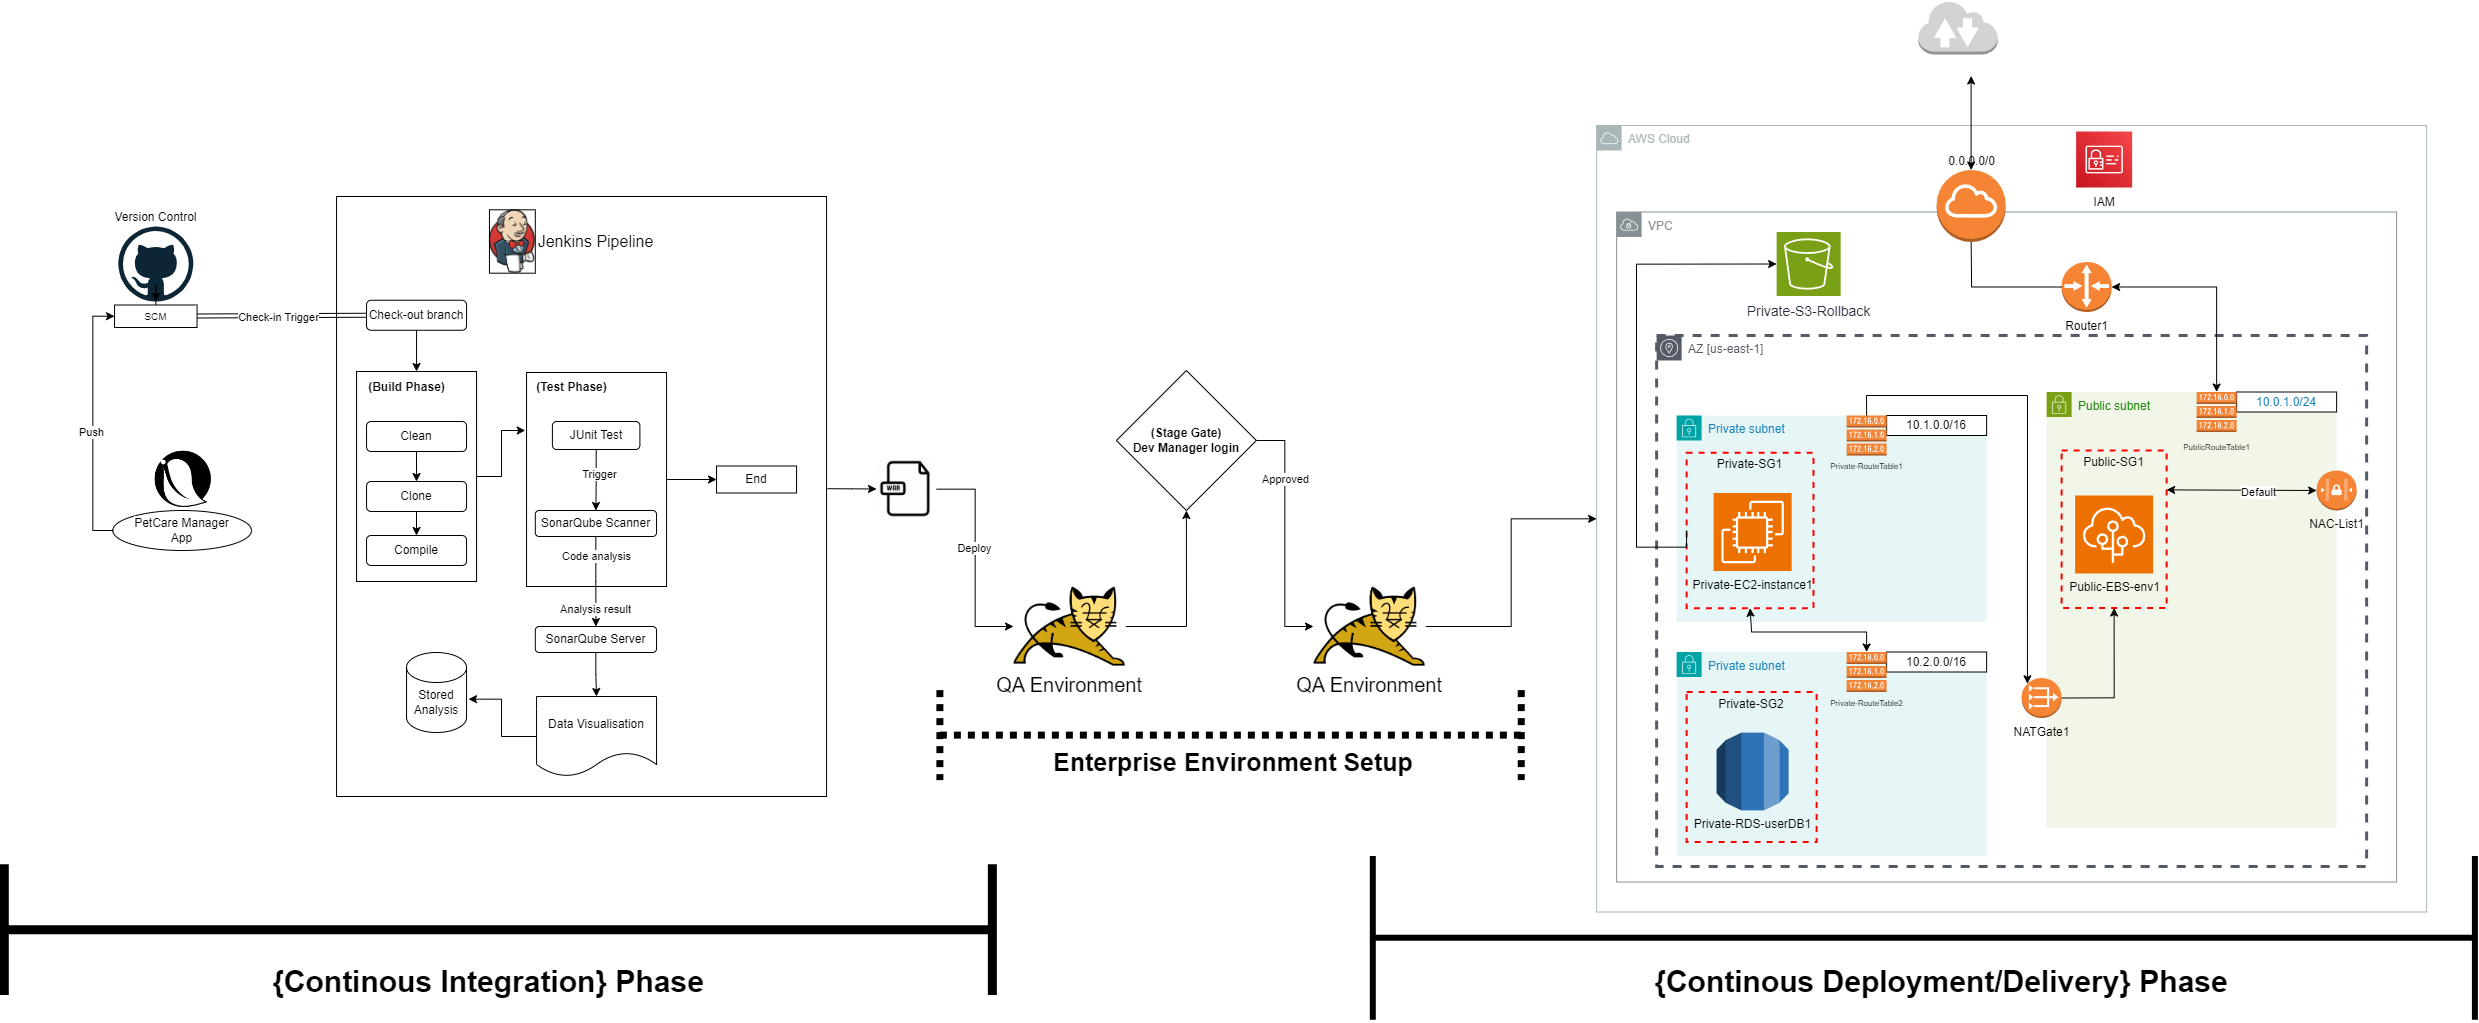 Version Control
SCM
Check-in Trigger
Push
PetCare Manager
App
Jenkins Pipeline
Check-out branch
(Build Phase)
Clean
Clone
Compile
(Test Phase)
JUnit Test
Trigger
SonarQube Scanner
Code analysis
Analysis result
SonarQube Server
Data Visualisation
Stored
Analysis
End
WAR
Deploy
QA Environment
(Stage Gate)
Dev Manager login
Approved
QA Environment
Enterprise Environment Setup
AWS Cloud
0.0.0.0/0
IAM
VPC
Private-S3-Rollback
Router1
AZ [us-east-1]
Private subnet
172.16.0.0
172.16.1.0
172.16.2.0
10.1.0.0/16
Private-RouteTable1
Private-SG1
Private-EC2-instance1
Private subnet
172.16.0.0
172.16.1.0
172.16.2.0
10.2.0.0/16
Private-RouteTable2
Private-SG2
Private-RDS-userDB1
Public subnet
172.16.0.0
172.16.1.0
172.16.2.0
10.0.1.0/24
PublicRouteTable1
Public-SG1
Default
NAC-List1
Public-EBS-env1
NATGate1
{Continous Integration} Phase
{Continous Deployment/Delivery} Phase